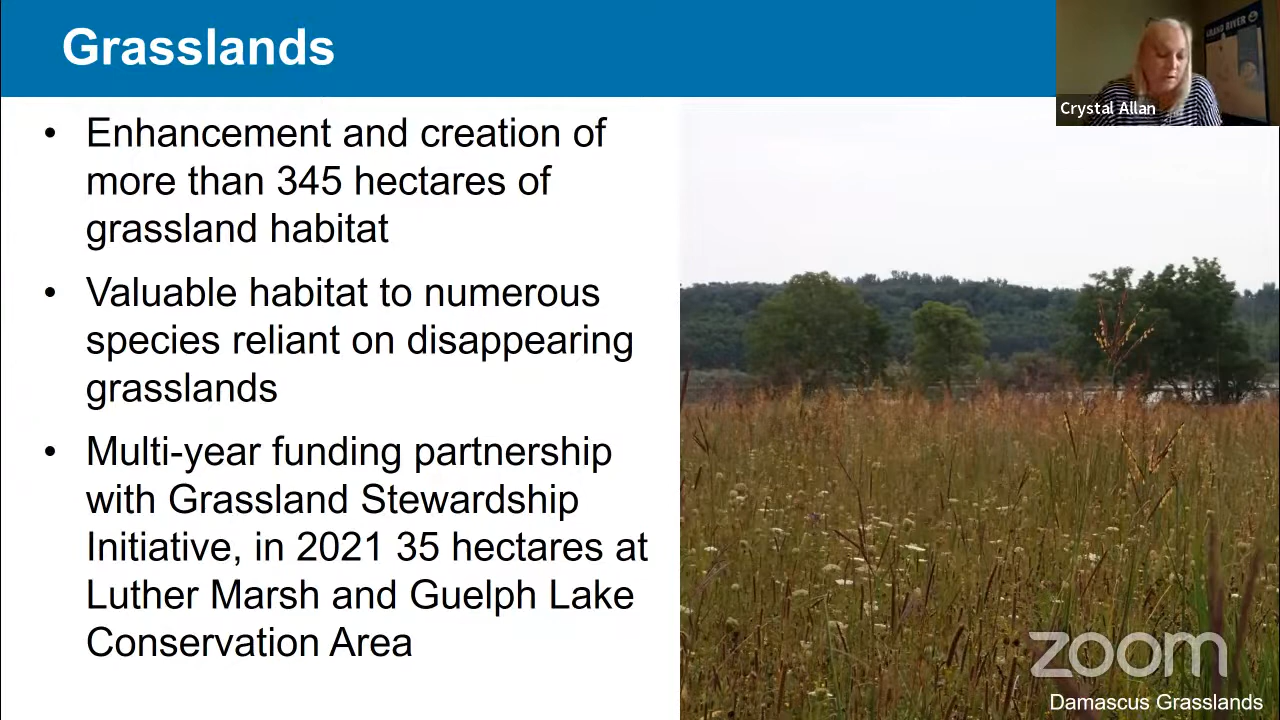 Grasslands
GRAND RIVER
Crystal Allan
• Enhancement and creation of
more than 345 hectares of
grassland habitat
• Valuable habitat to numerous
species reliant on disappearing
grasslands
• Multi-year funding partnership
with Grassland Stewardship
Initiative, in 2021 35 hectares at
Luther Marsh and Guelph Lake
Conservation Area
zoom
Damascus Grasslands